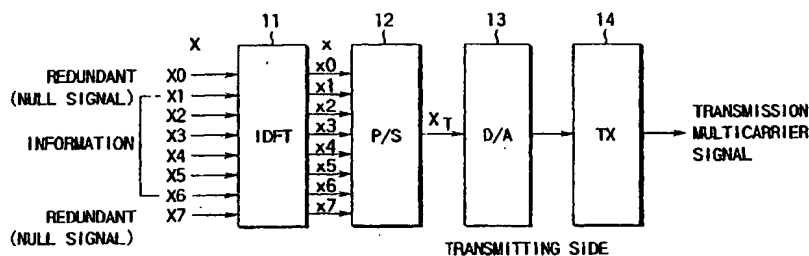 11
12
13
14
X
x
REDUNDANT
(NULL SIGNAL)
INFORMATION
REDUNDANT
(NULL SIGNAL)
X0
X1
X2
X3
X4
X5
X6
X7
IDFT
x0
x1
x2
x3
x4
x5
x6
x7
P/S
XT
D/A
TX
TRANSMISSION
MULTICARRIER
SIGNAL
TRANSMITTING SIDE